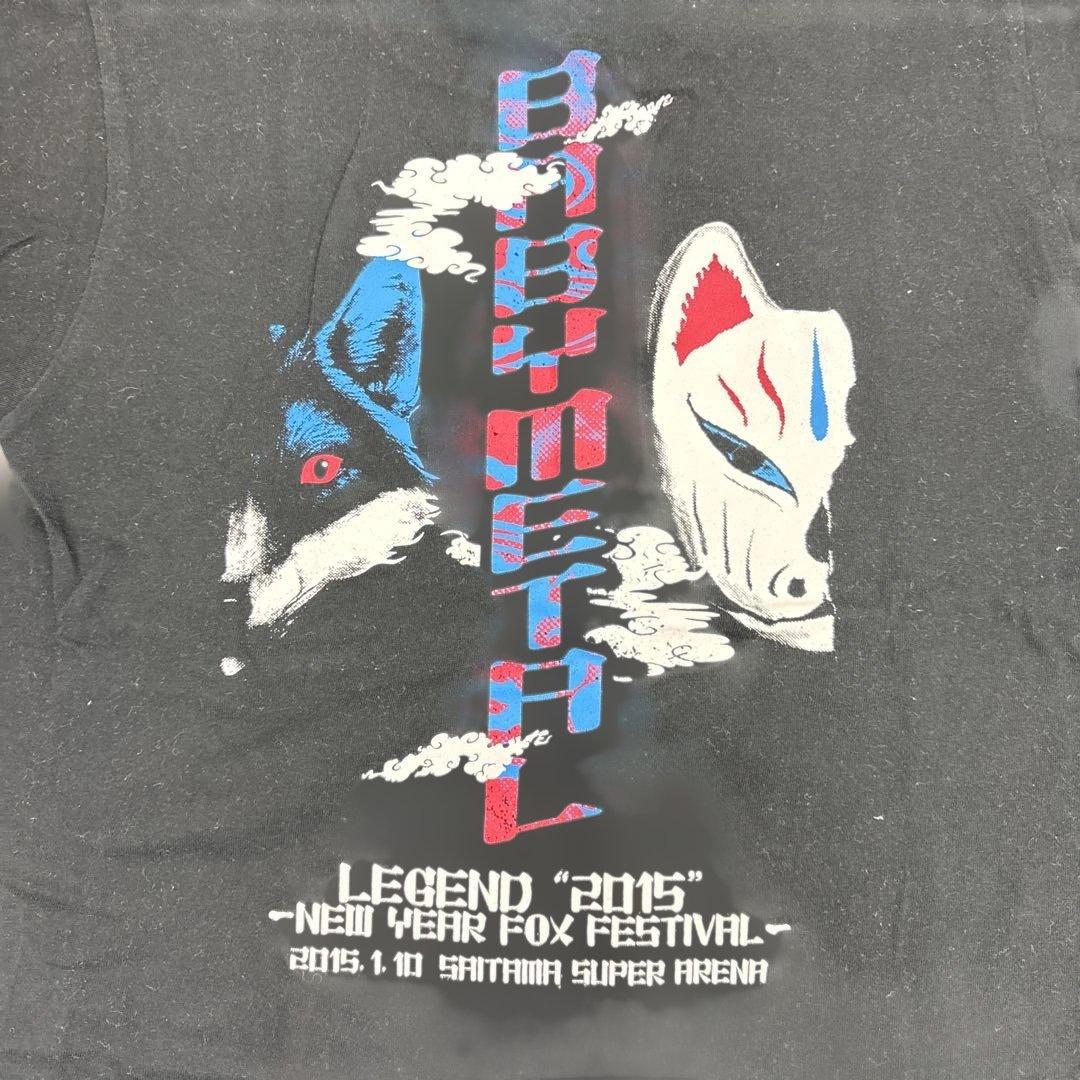 BABYMETAL
LEGEND “2015”
-NEW YEAR FOX FESTIVAL-
2015.1.10 SAITAMA SUPER ARENA